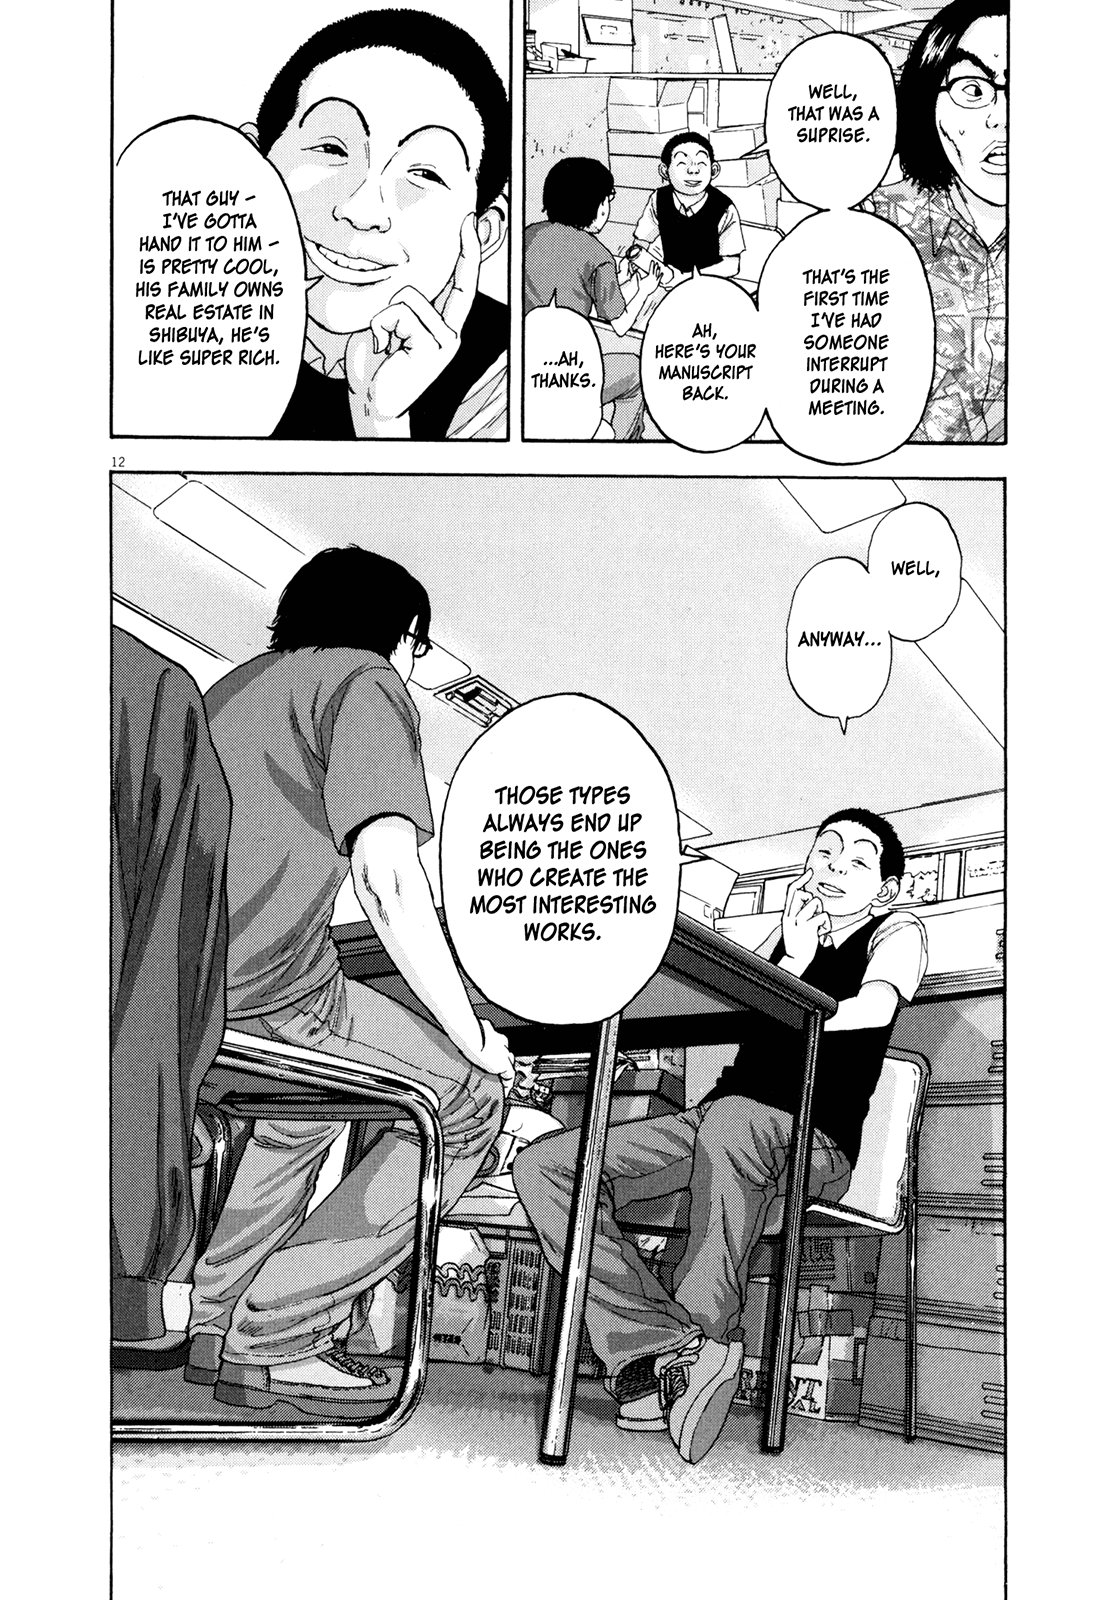 WELL,
THAT WAS A
SUPRISE.
THAT'S THE
FIRST TIME
I'VE HAD
SOMEONE
INTERRUPT
DURING A
MEETING.
AH,
HERE'S YOUR
MANUSCRIPT
BACK.
...AH,
THANKS.
THAT GUY –
I'VE GOTTA
HAND IT TO HIM –
IS PRETTY COOL,
HIS FAMILY OWNS
REAL ESTATE IN
SHIBUYA, HE'S
LIKE SUPER RICH.
12
WELL,
ANYWAY...
THOSE TYPES
ALWAYS END UP
BEING THE ONES
WHO CREATE THE
MOST INTERESTING
WORKS.